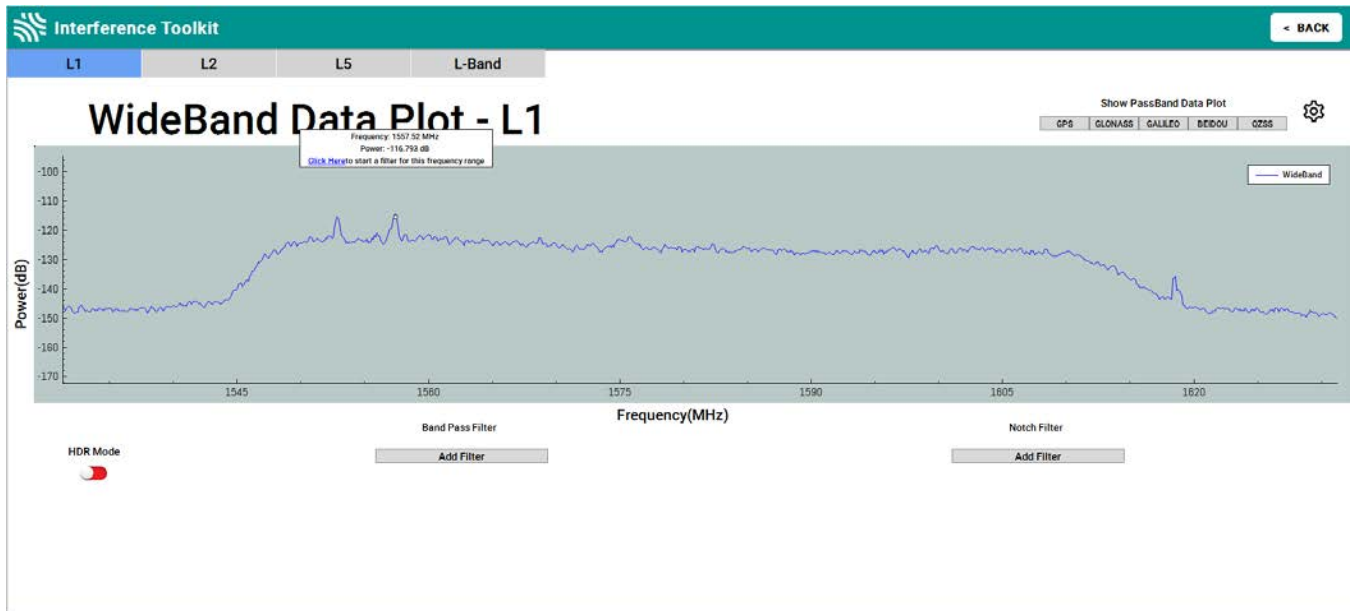 Interference Toolkit
< BACK
L1 L2 L5 L-Band
WideBand Data Plot - L1
Show PassBand Data Plot
GPS GLONASS GALILEO BEIDOU QZSS
Frequency: 1557.52 MHz
Power: -116.793 dB
Click Here to start a filter for this frequency range
WideBand
-100
-110
-120
-130
-140
-150
-160
-170
Power(dB)
1545 1560 1575 1590 1605 1620
Frequency(MHz)
Band Pass Filter Notch Filter
HDR Mode Add Filter Add Filter